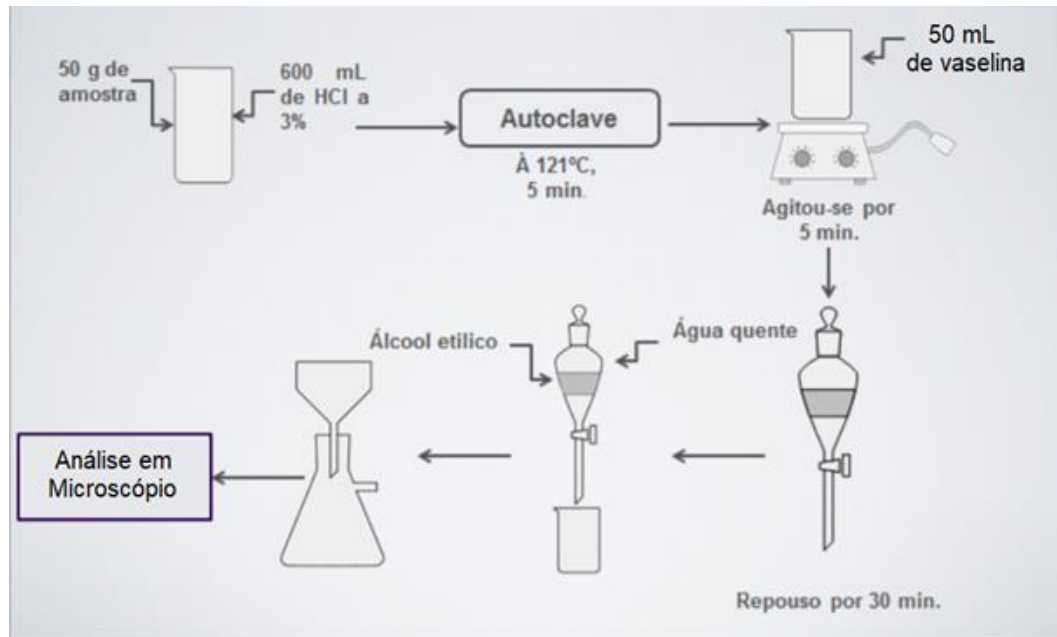 50 g de
amostra
600 mL
de HCl a
3%
Autoclave
À 121ºC,
5 min.
50 mL
de vaselina
Agitou-se por
5 min.
Repouso por 30 min.
Água quente
Álcool etilico
Análise em
Microscópio